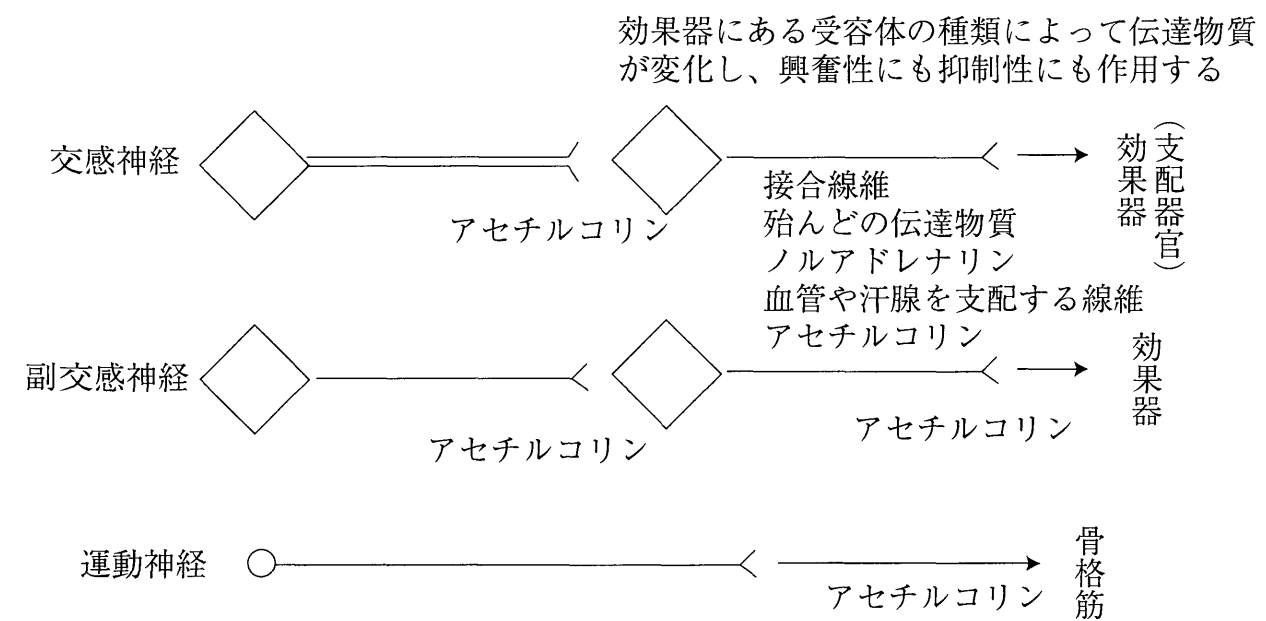 効果器にある受容体の種類によって伝達物質
が変化し、興奮性にも抑制性にも作用する
交感神経
アセチルコリン
接合線維
殆んどの伝達物質
ノルアドレナリン
血管や汗腺を支配する線維
アセチルコリン
(支配器官)
効果器
副交感神経
アセチルコリン
アセチルコリン
効果器
運動神経
アセチルコリン
骨格筋